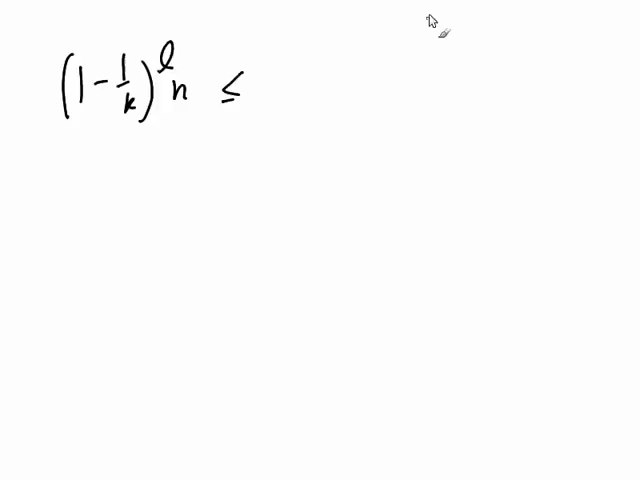 (1 - 1/k)^ℓ n ≤